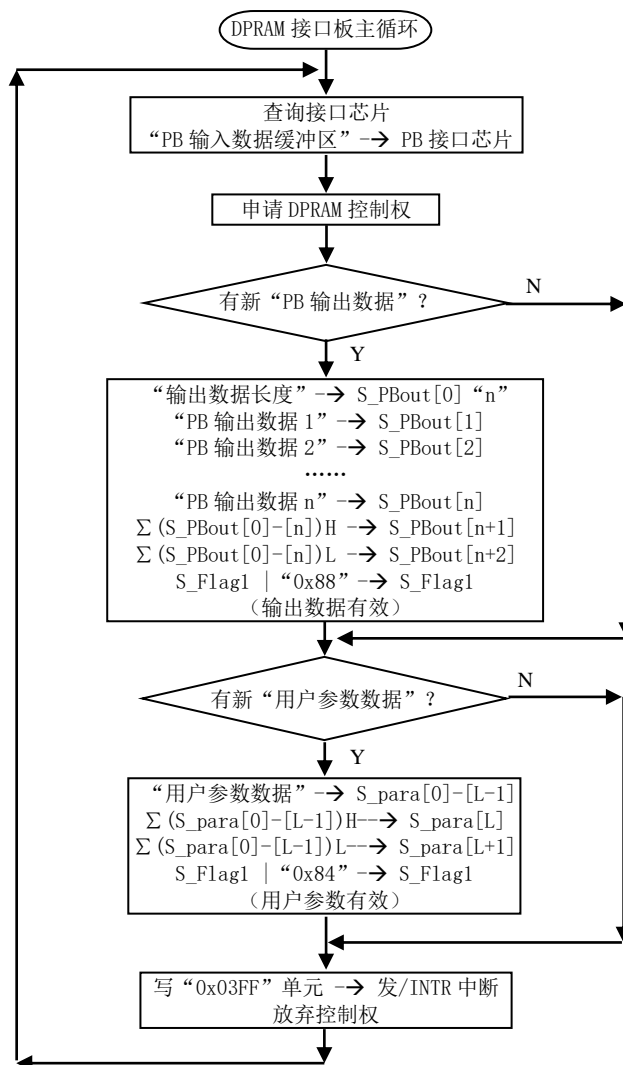 DPRAM 接口板主循环
查询接口芯片
“PB 输入数据缓冲区”-→ PB 接口芯片
申请 DPRAM 控制权
有新“PB 输出数据”？
N
Y
“输出数据长度”-→ S_PBout[0] “n”
“PB 输出数据 1”-→ S_PBout[1]
“PB 输出数据 2”-→ S_PBout[2]
……
“PB 输出数据 n”-→ S_PBout[n]
∑(S_PBout[0]-[n])H -→ S_PBout[n+1]
∑(S_PBout[0]-[n])L -→ S_PBout[n+2]
S_Flag1 | “0x88”-→ S_Flag1
（输出数据有效）
有新“用户参数数据”？
N
Y
“用户参数数据”-→ S_para[0]-[L-1]
∑(S_para[0]-[L-1])H--→ S_para[L]
∑(S_para[0]-[L-1])L--→ S_para[L+1]
S_Flag1 | “0x84”-→ S_Flag1
（用户参数有效）
写“0x03FF”单元 -→ 发/INTR 中断
放弃控制权